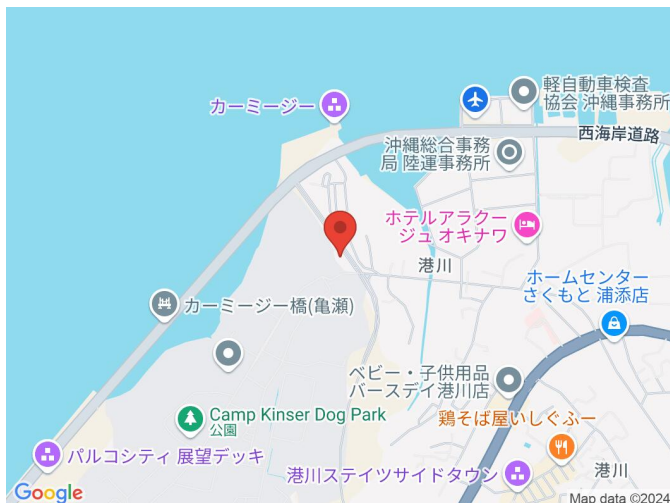 カーミージー
軽自動車検査
協会 沖縄事務所
西海岸道路
沖縄総合事務
局 陸運事務所
ホテルアラクー
ジュ オキナワ
港川
ホームセンター
さくもと 浦添店
カーミージー橋(亀瀬)
ベビー・子供用品
バースデイ港川店
Camp Kinser Dog Park
公園
鶏そば屋いしぐふー
パルコシティ 展望デッキ
港川ステイツサイドタウン
港川
Google
Map data ©2024